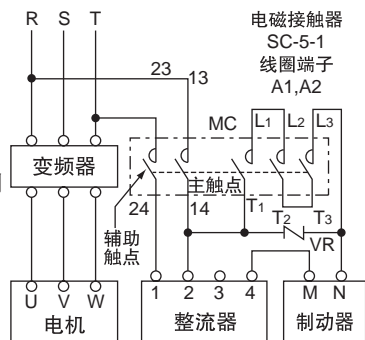 R S T
电磁接触器
SC-5-1
线圈端子
A1,A2
23
13
MC
L1 L2 L3
变频器
主触点
24
14
T1
T2
T3
辅助
触点
VR
U V W
1 2 3 4
M N
电机
整流器
制动器